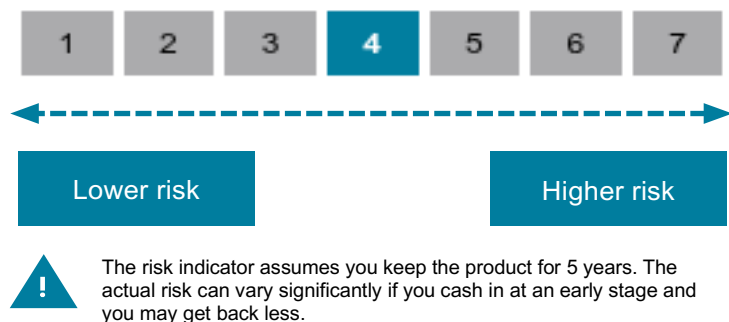 1 2 3 4 5 6 7
Lower risk Higher risk
!
The risk indicator assumes you keep the product for 5 years. The
actual risk can vary significantly if you cash in at an early stage and
you may get back less.